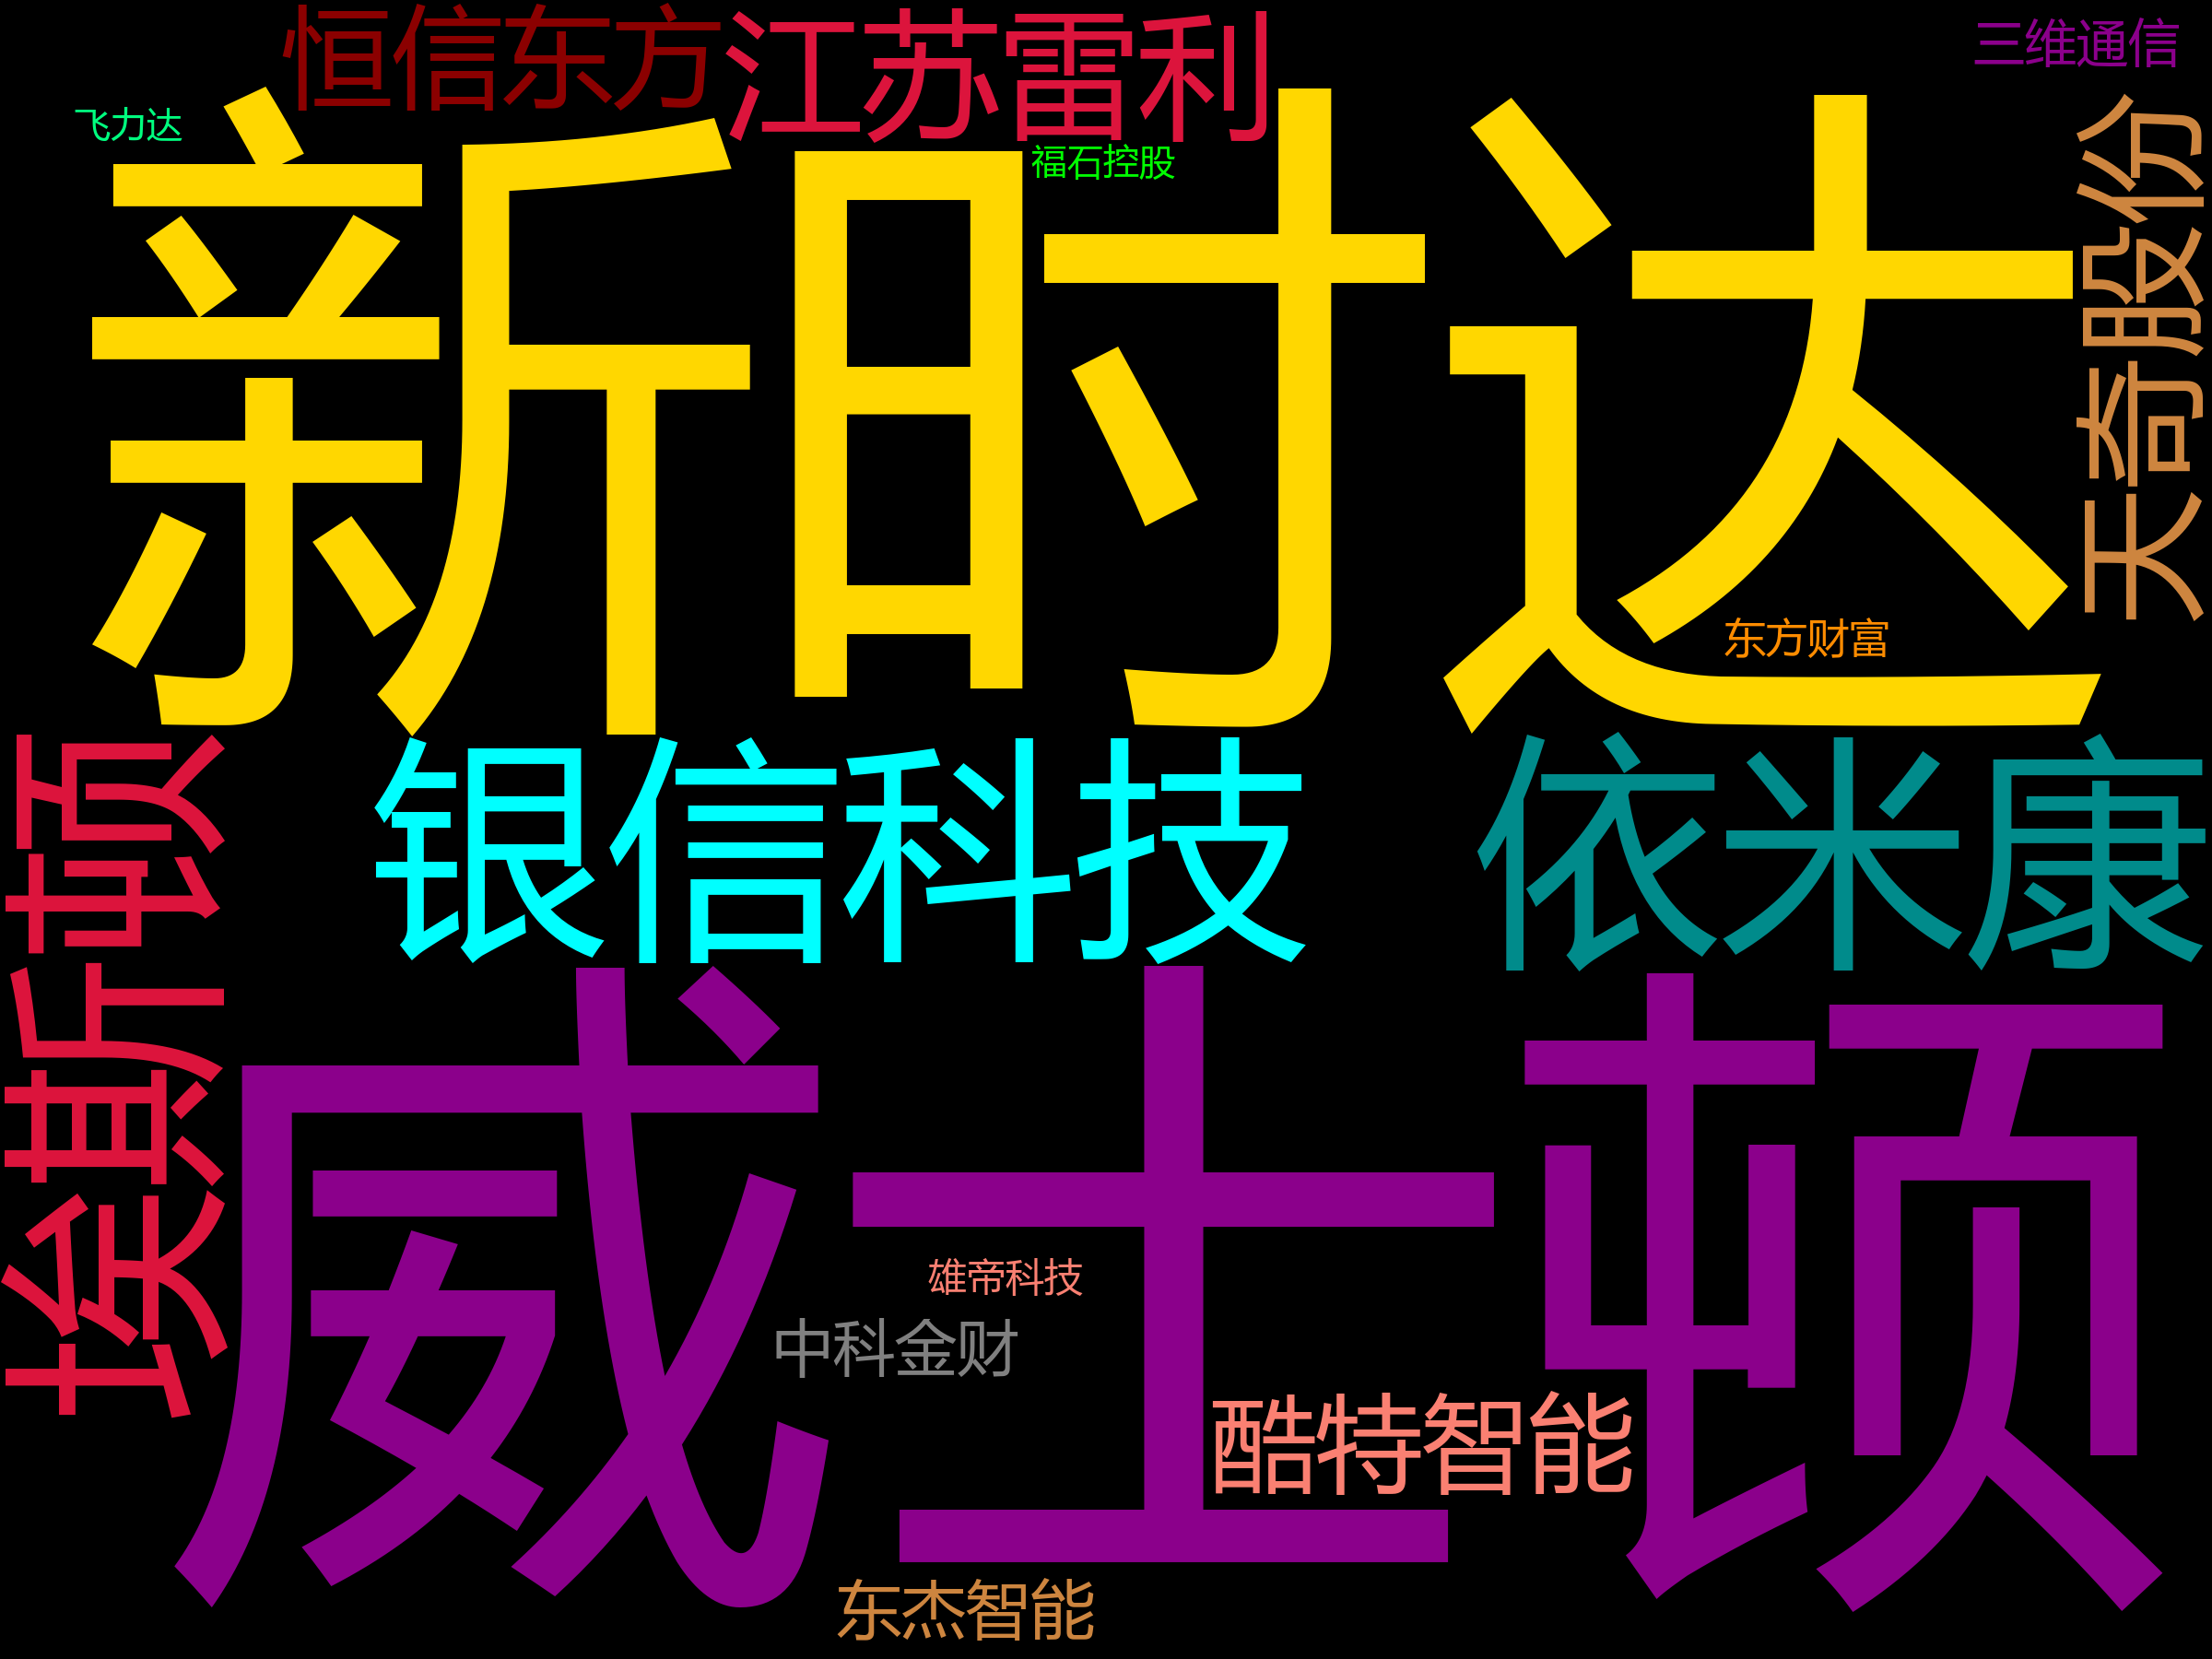 恒信东方
江苏雷利
三维通信
飞力达
福石控股
新时达
天奇股份
东方财富
埃斯顿
银信科技
依米康
威士顿
雄帝科技
中科金财
酷特智能
东杰智能